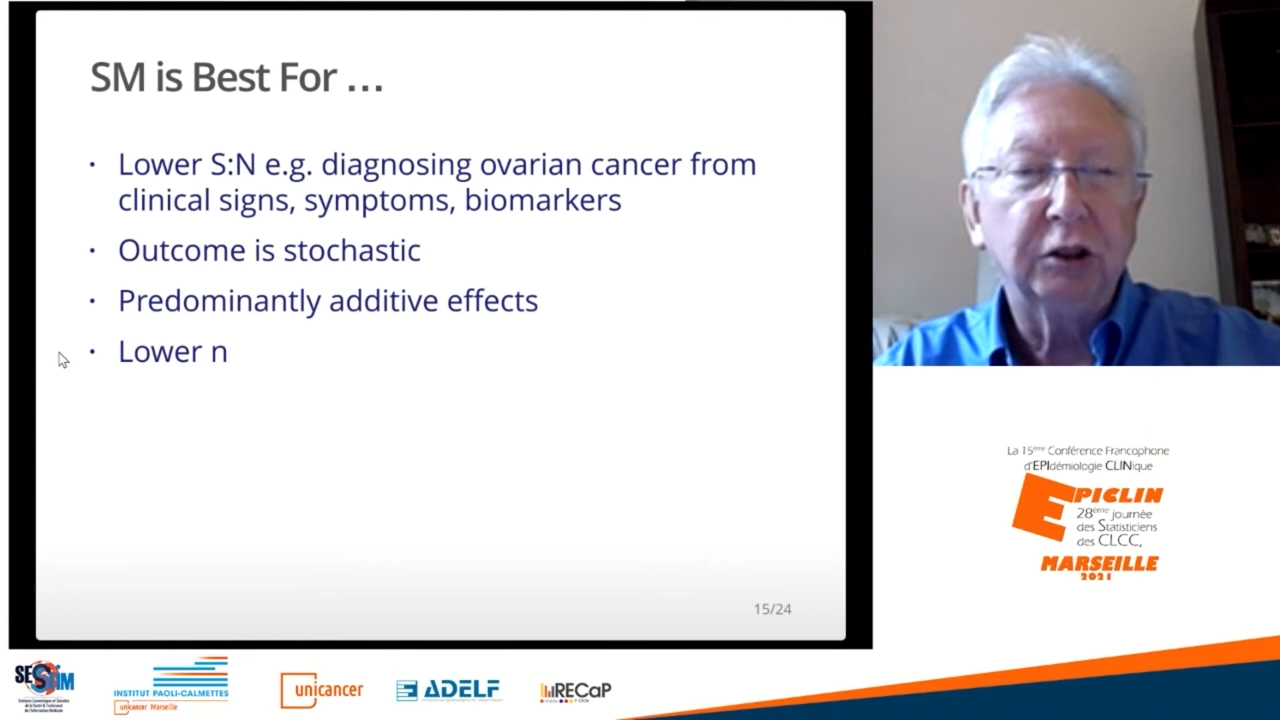 SM is Best For ...
• Lower S:N e.g. diagnosing ovarian cancer from
clinical signs, symptoms, biomarkers
• Outcome is stochastic
• Predominantly additive effects
• Lower n
15/24
La 15ème Conférence Francophone
d'EPIdémiologie CLINique
EPICLIN
28ème journée
des Statisticiens
des CLCC,
MARSEILLE
2021
SESSTIM
INSTITUT PAOLI-CALMETTES
unicancer Marseille
unicancer
ADELF
RECaP